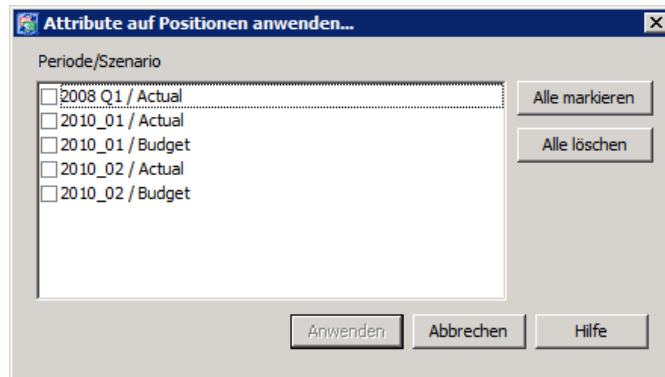 Attribute auf Positionen anwenden...
Periode/Szenario
2008 Q1 / Actual
2010_01 / Actual
2010_01 / Budget
2010_02 / Actual
2010_02 / Budget
Alle markieren
Alle löschen
Anwenden
Abbrechen
Hilfe